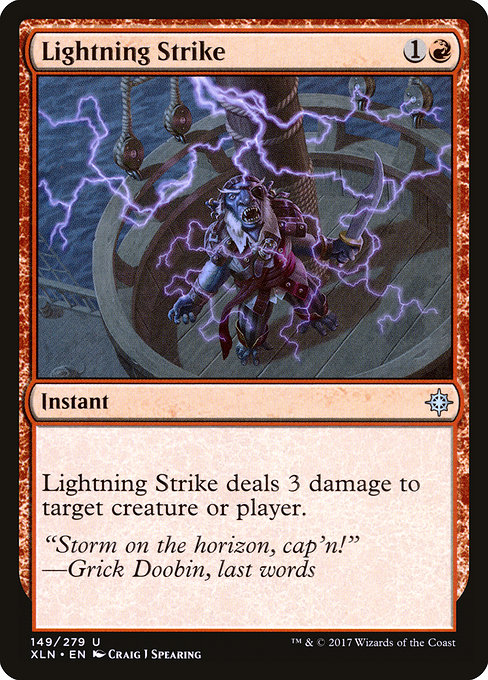 Lightning Strike 1
Instant
Lightning Strike deals 3 damage to
target creature or player.
“Storm on the horizon, cap’n!”
—Grick Doobin, last words
149/279 U
XLN • EN Craig J Spearing
™ & © 2017 Wizards of the Coast